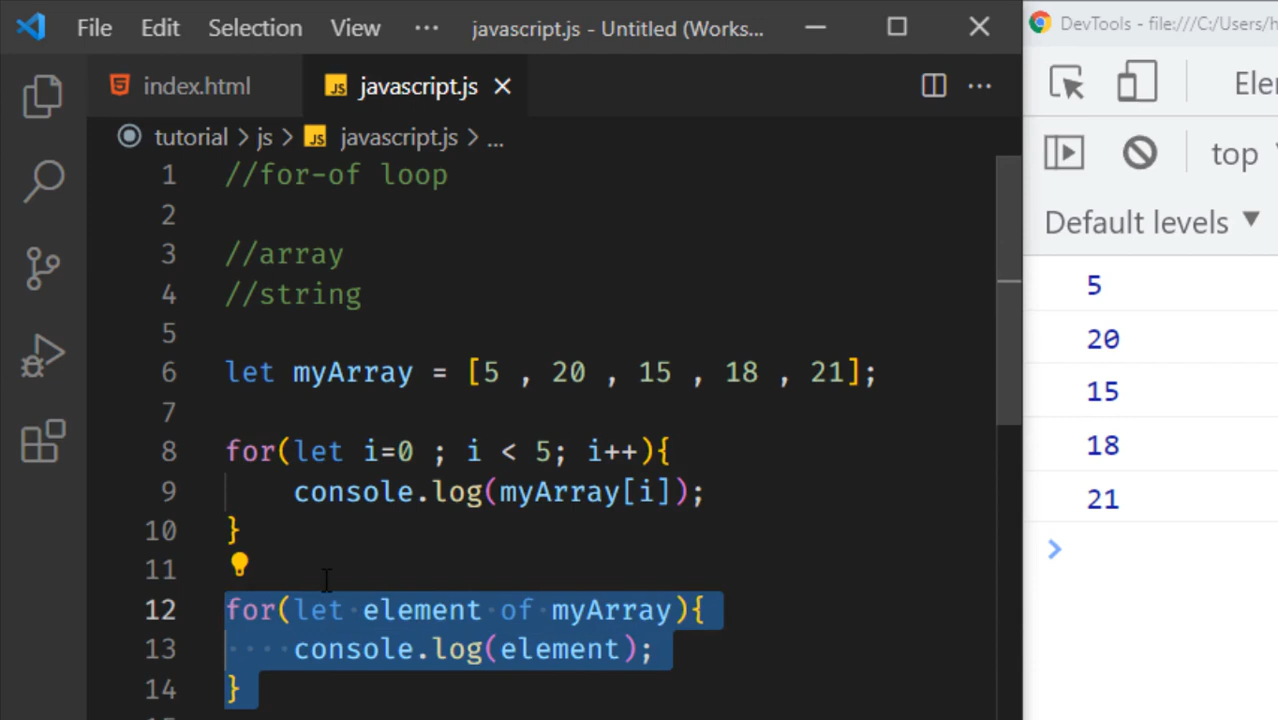 File Edit Selection View ··· javascript.js - Untitled (Works...
index.html JS javascript.js
tutorial > js > JS javascript.js > ...
1 //for-of loop
2
3 //array
4 //string
5
6 let myArray = [5 , 20 , 15 , 18 , 21];
7
8 for(let i=0 ; i < 5; i++){
9 console.log(myArray[i]);
10 }
11
12 for(let element of myArray){
13 console.log(element);
14 }
DevTools - file:///C:/Users/h
Ele
top
Default levels ▼
5
20
15
18
21
>